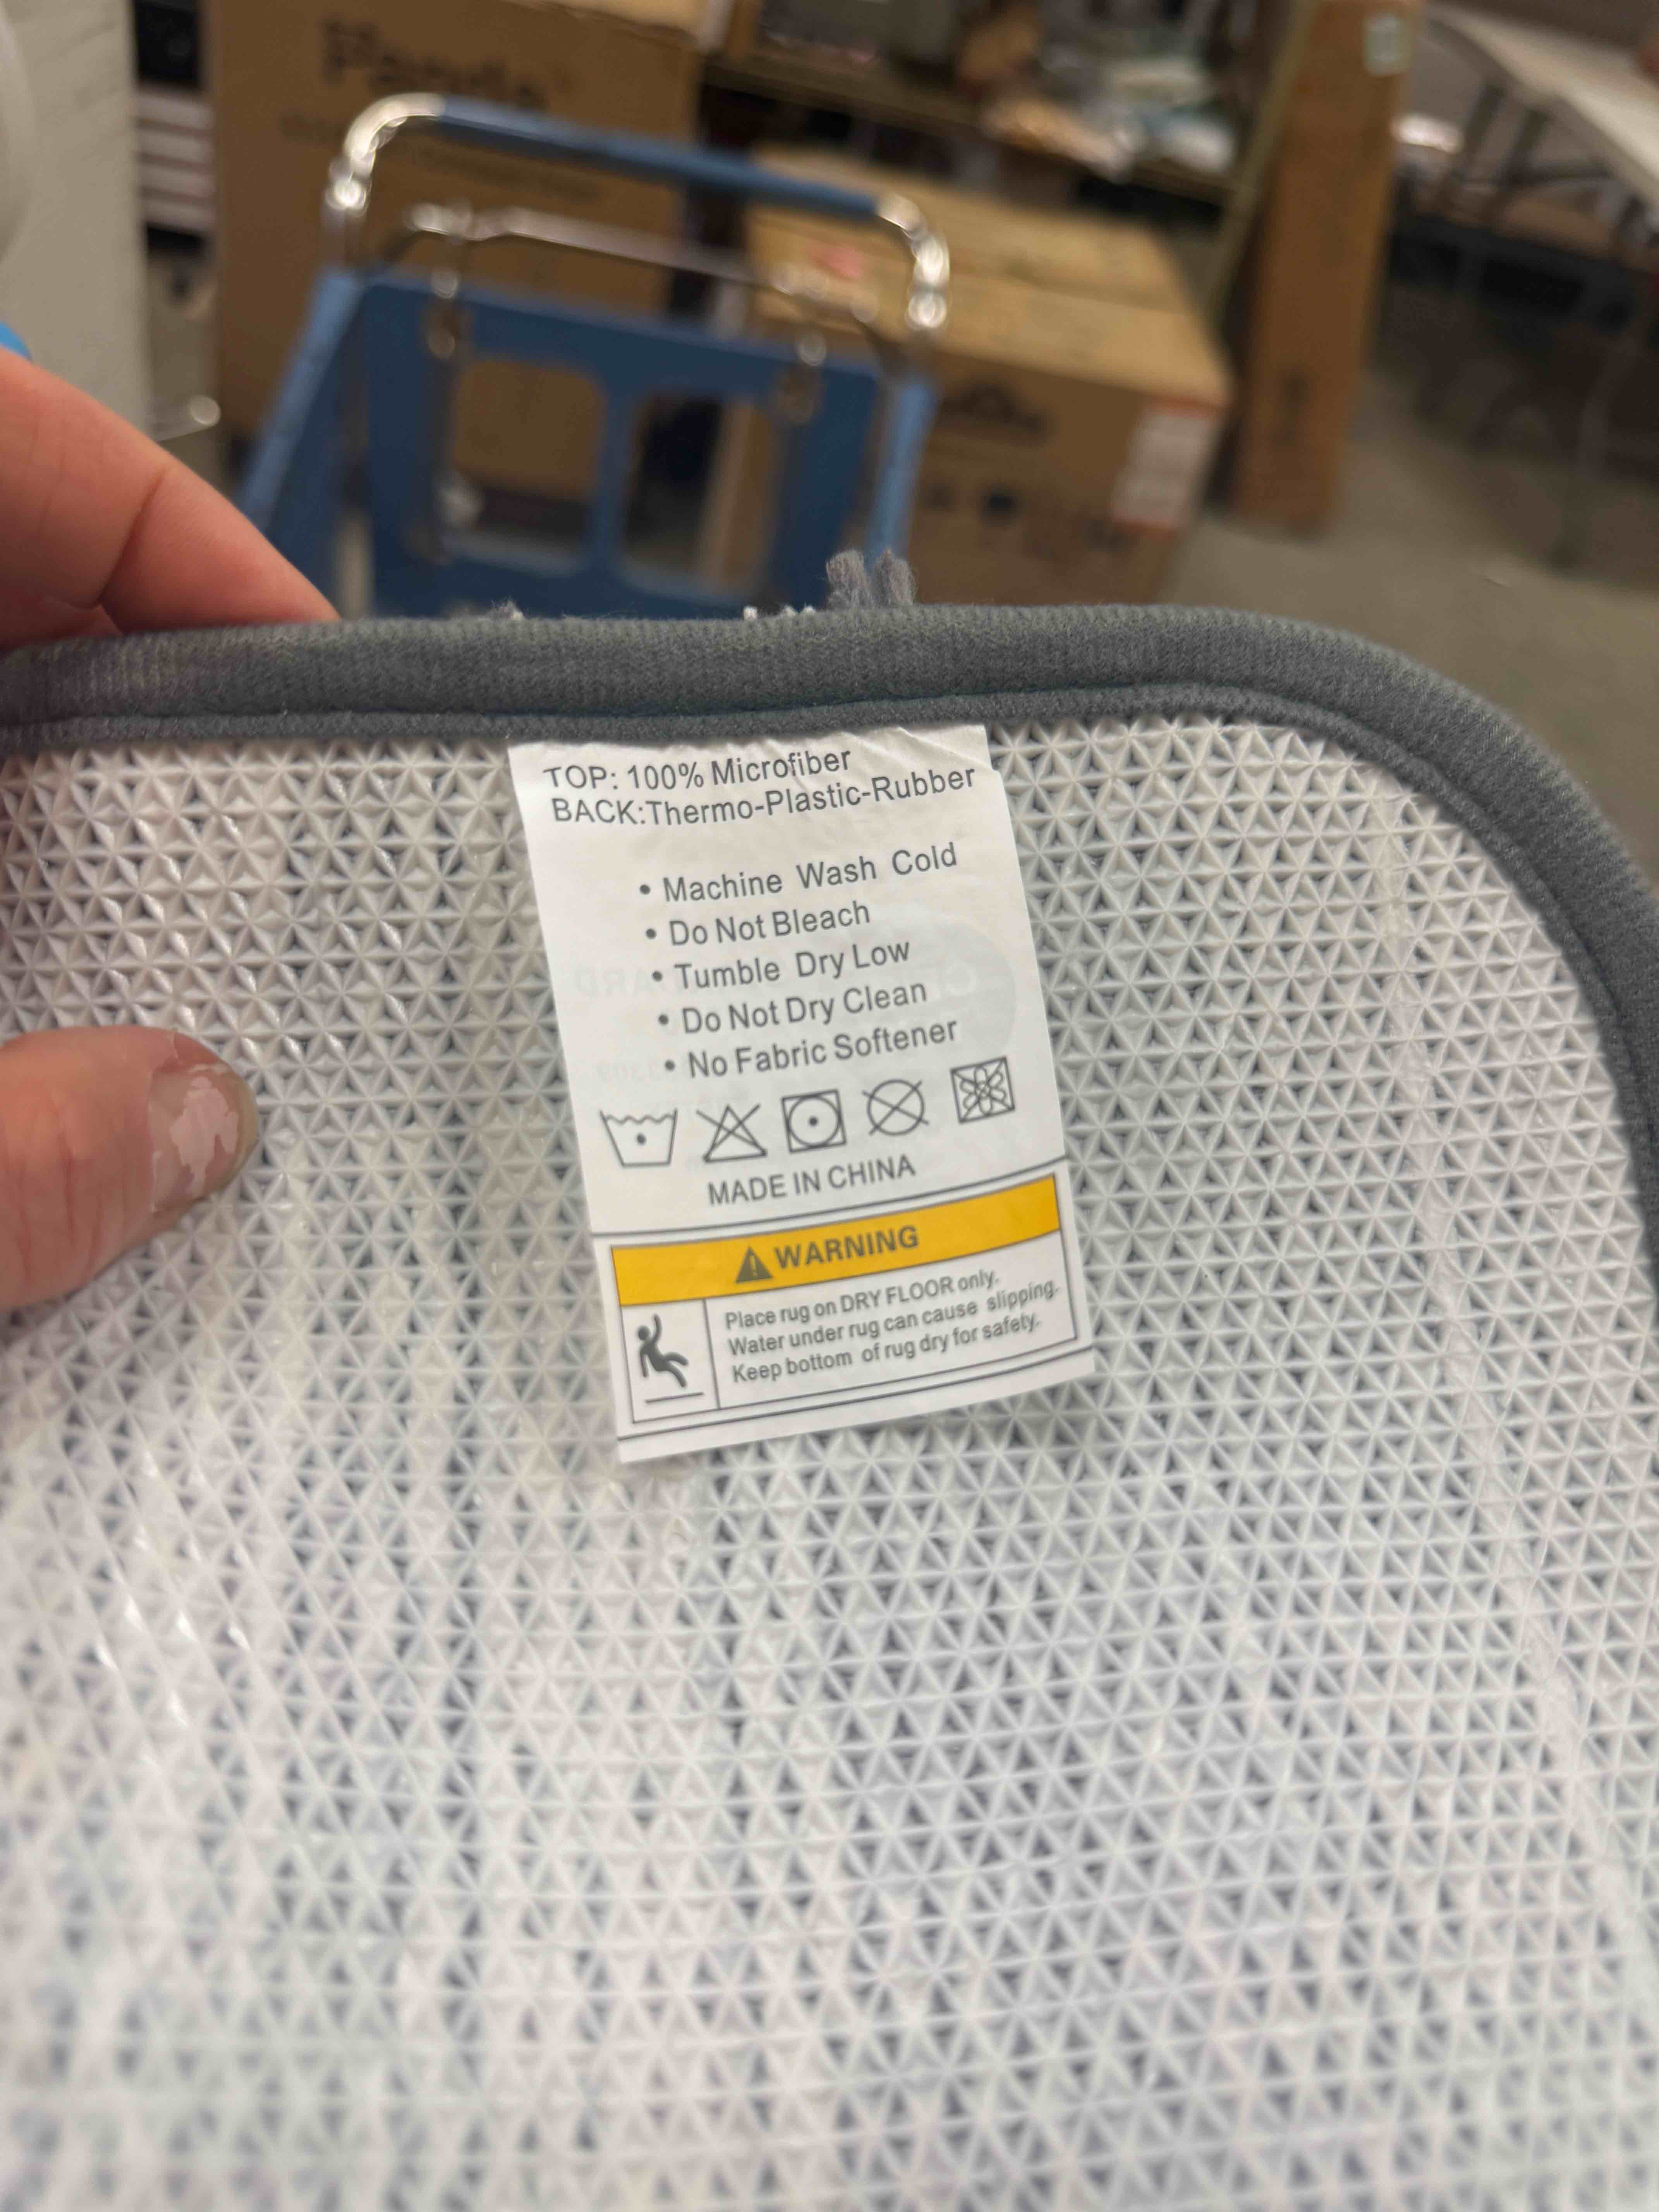 TOP: 100% Microfiber
BACK:Thermo-Plastic-Rubber
• Machine Wash Cold
• Do Not Bleach
• Tumble Dry Low
• Do Not Dry Clean
• No Fabric Softener
MADE IN CHINA
WARNING
Place rug on DRY FLOOR only.
Water under rug can cause slipping.
Keep bottom of rug dry for safety.